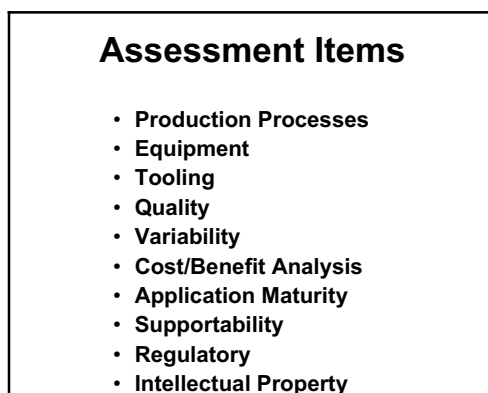 Assessment Items
• Production Processes
• Equipment
• Tooling
• Quality
• Variability
• Cost/Benefit Analysis
• Application Maturity
• Supportability
• Regulatory
• Intellectual Property